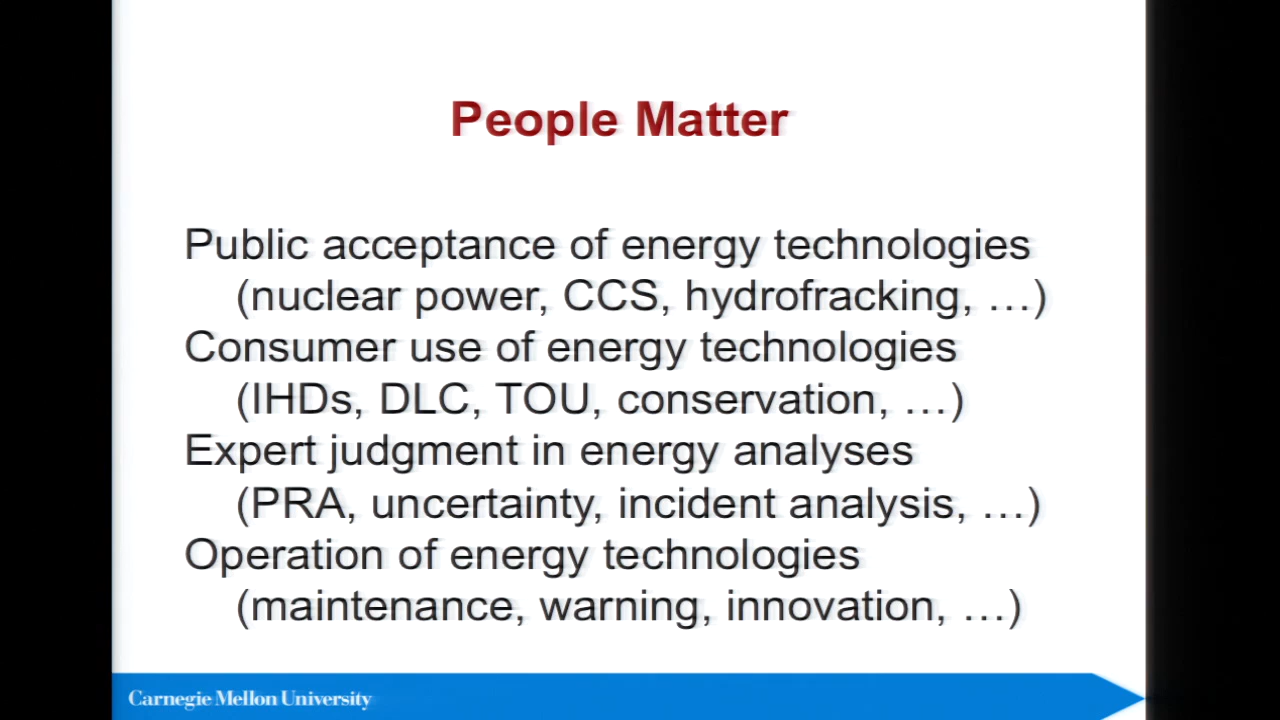 People Matter
Public acceptance of energy technologies
(nuclear power, CCS, hydrofracking, …)
Consumer use of energy technologies
(IHDs, DLC, TOU, conservation, …)
Expert judgment in energy analyses
(PRA, uncertainty, incident analysis, …)
Operation of energy technologies
(maintenance, warning, innovation, …)
Carnegie Mellon University